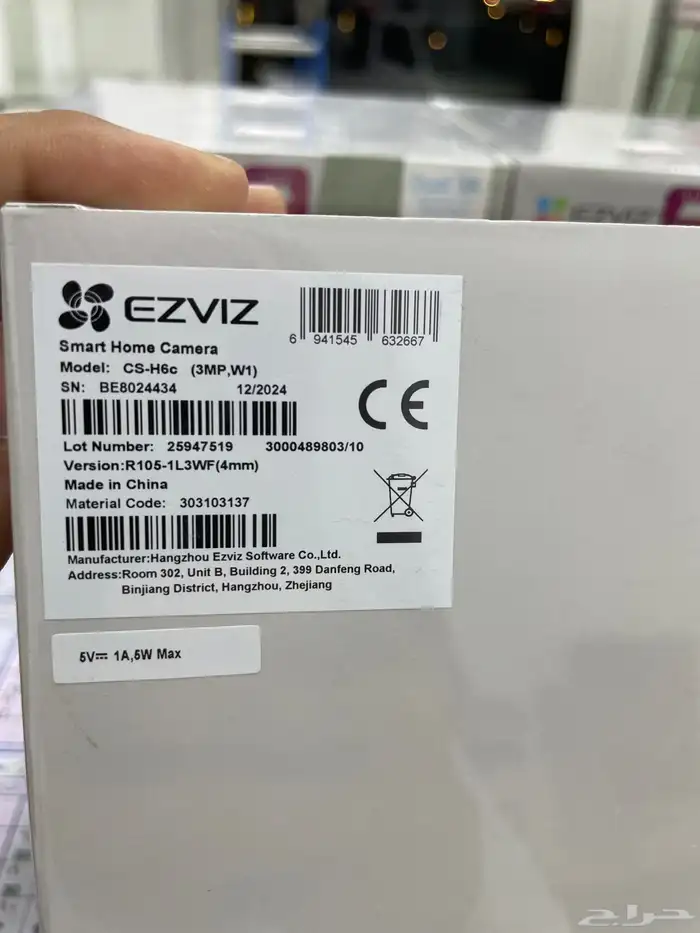 EZVIZ
EZVIZ
6 941545 632667
Smart Home Camera
Model: CS-H6c (3MP,W1)
SN: BE8024434 12/2024
CE
Lot Number: 25947519 3000489803/10
Version:R105-1L3WF(4mm)
Made in China
Material Code: 303103137
Manufacturer:Hangzhou Ezviz Software Co.,Ltd.
Address:Room 302, Unit B, Building 2, 399 Danfeng Road,
Binjiang District, Hangzhou, Zhejiang
5V⎓ 1A,5W Max
حراج